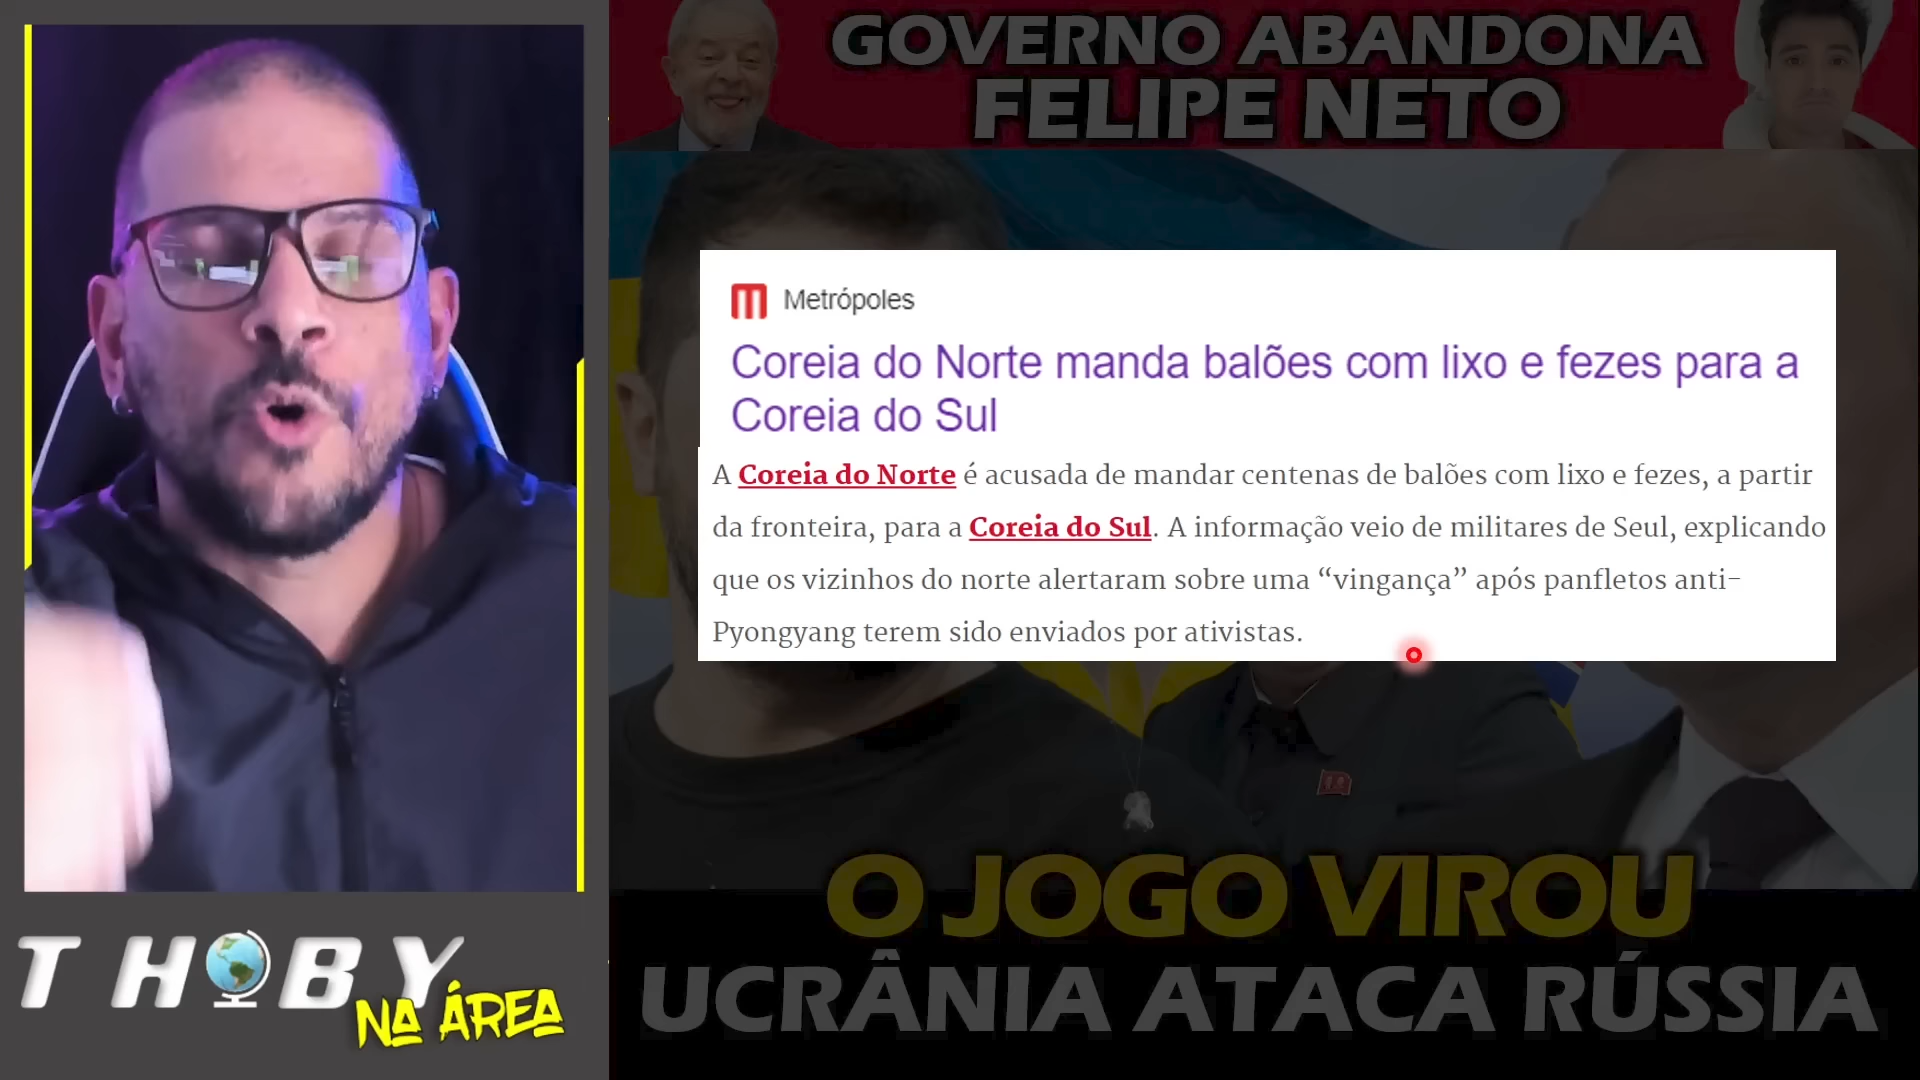 GOVERNO ABANDONA
FELIPE NETO
Metrópoles
Coreia do Norte manda balões com lixo e fezes para a
Coreia do Sul
A Coreia do Norte é acusada de mandar centenas de balões com lixo e fezes, a partir
da fronteira, para a Coreia do Sul. A informação veio de militares de Seul, explicando
que os vizinhos do norte alertaram sobre uma “vingança” após panfletos anti-
Pyongyang terem sido enviados por ativistas.
O JOGO VIROU
UCRÂNIA ATACA RÚSSIA
THOBY
NA ÁREA